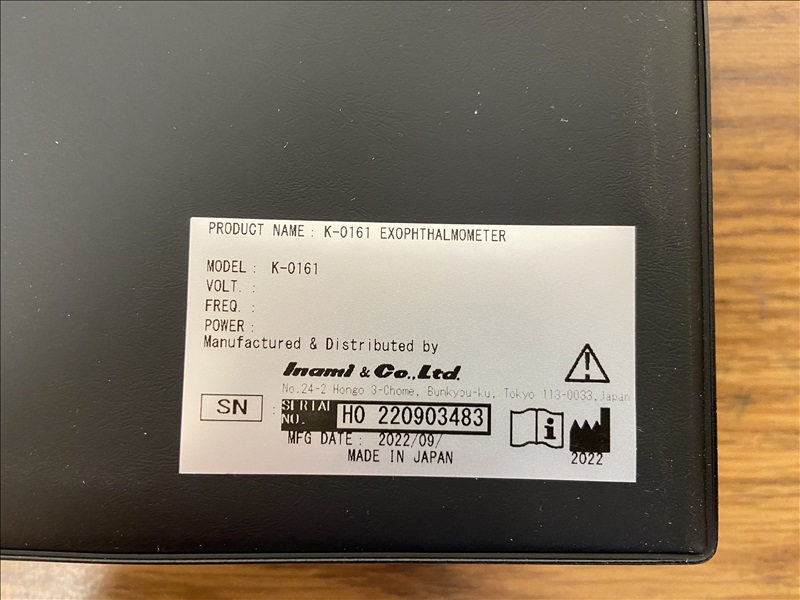 PRODUCT NAME : K-0161 EXOPHTHALMOMETER
MODEL : K-0161
VOLT. :
FREQ. :
POWER :
Manufactured & Distributed by
Inami & Co., Ltd.
No.24-2 Hongo 3-Chome, Bunkyou-ku, Tokyo 113-0033, Japan
SN : SERIAL NO. HO 220903483
MFG DATE : 2022/09/
MADE IN JAPAN
2022